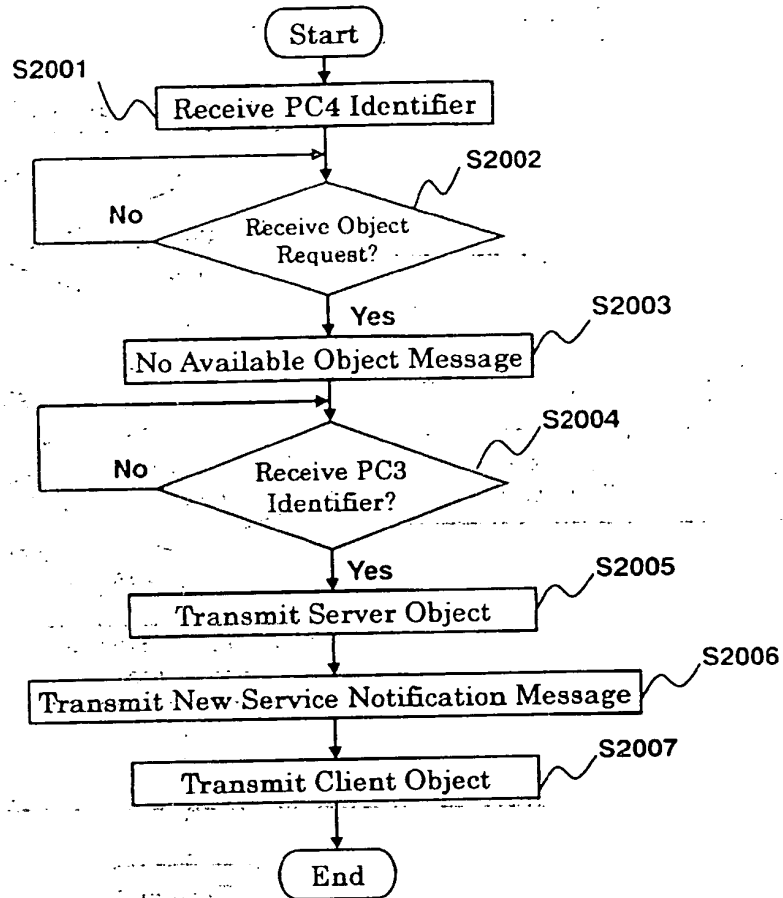 Start
S2001
Receive PC4 Identifier
S2002
No
Receive Object
Request?
Yes
S2003
No Available Object Message
S2004
No
Receive PC3
Identifier?
Yes
S2005
Transmit Server Object
S2006
Transmit New Service Notification Message
S2007
Transmit Client Object
End